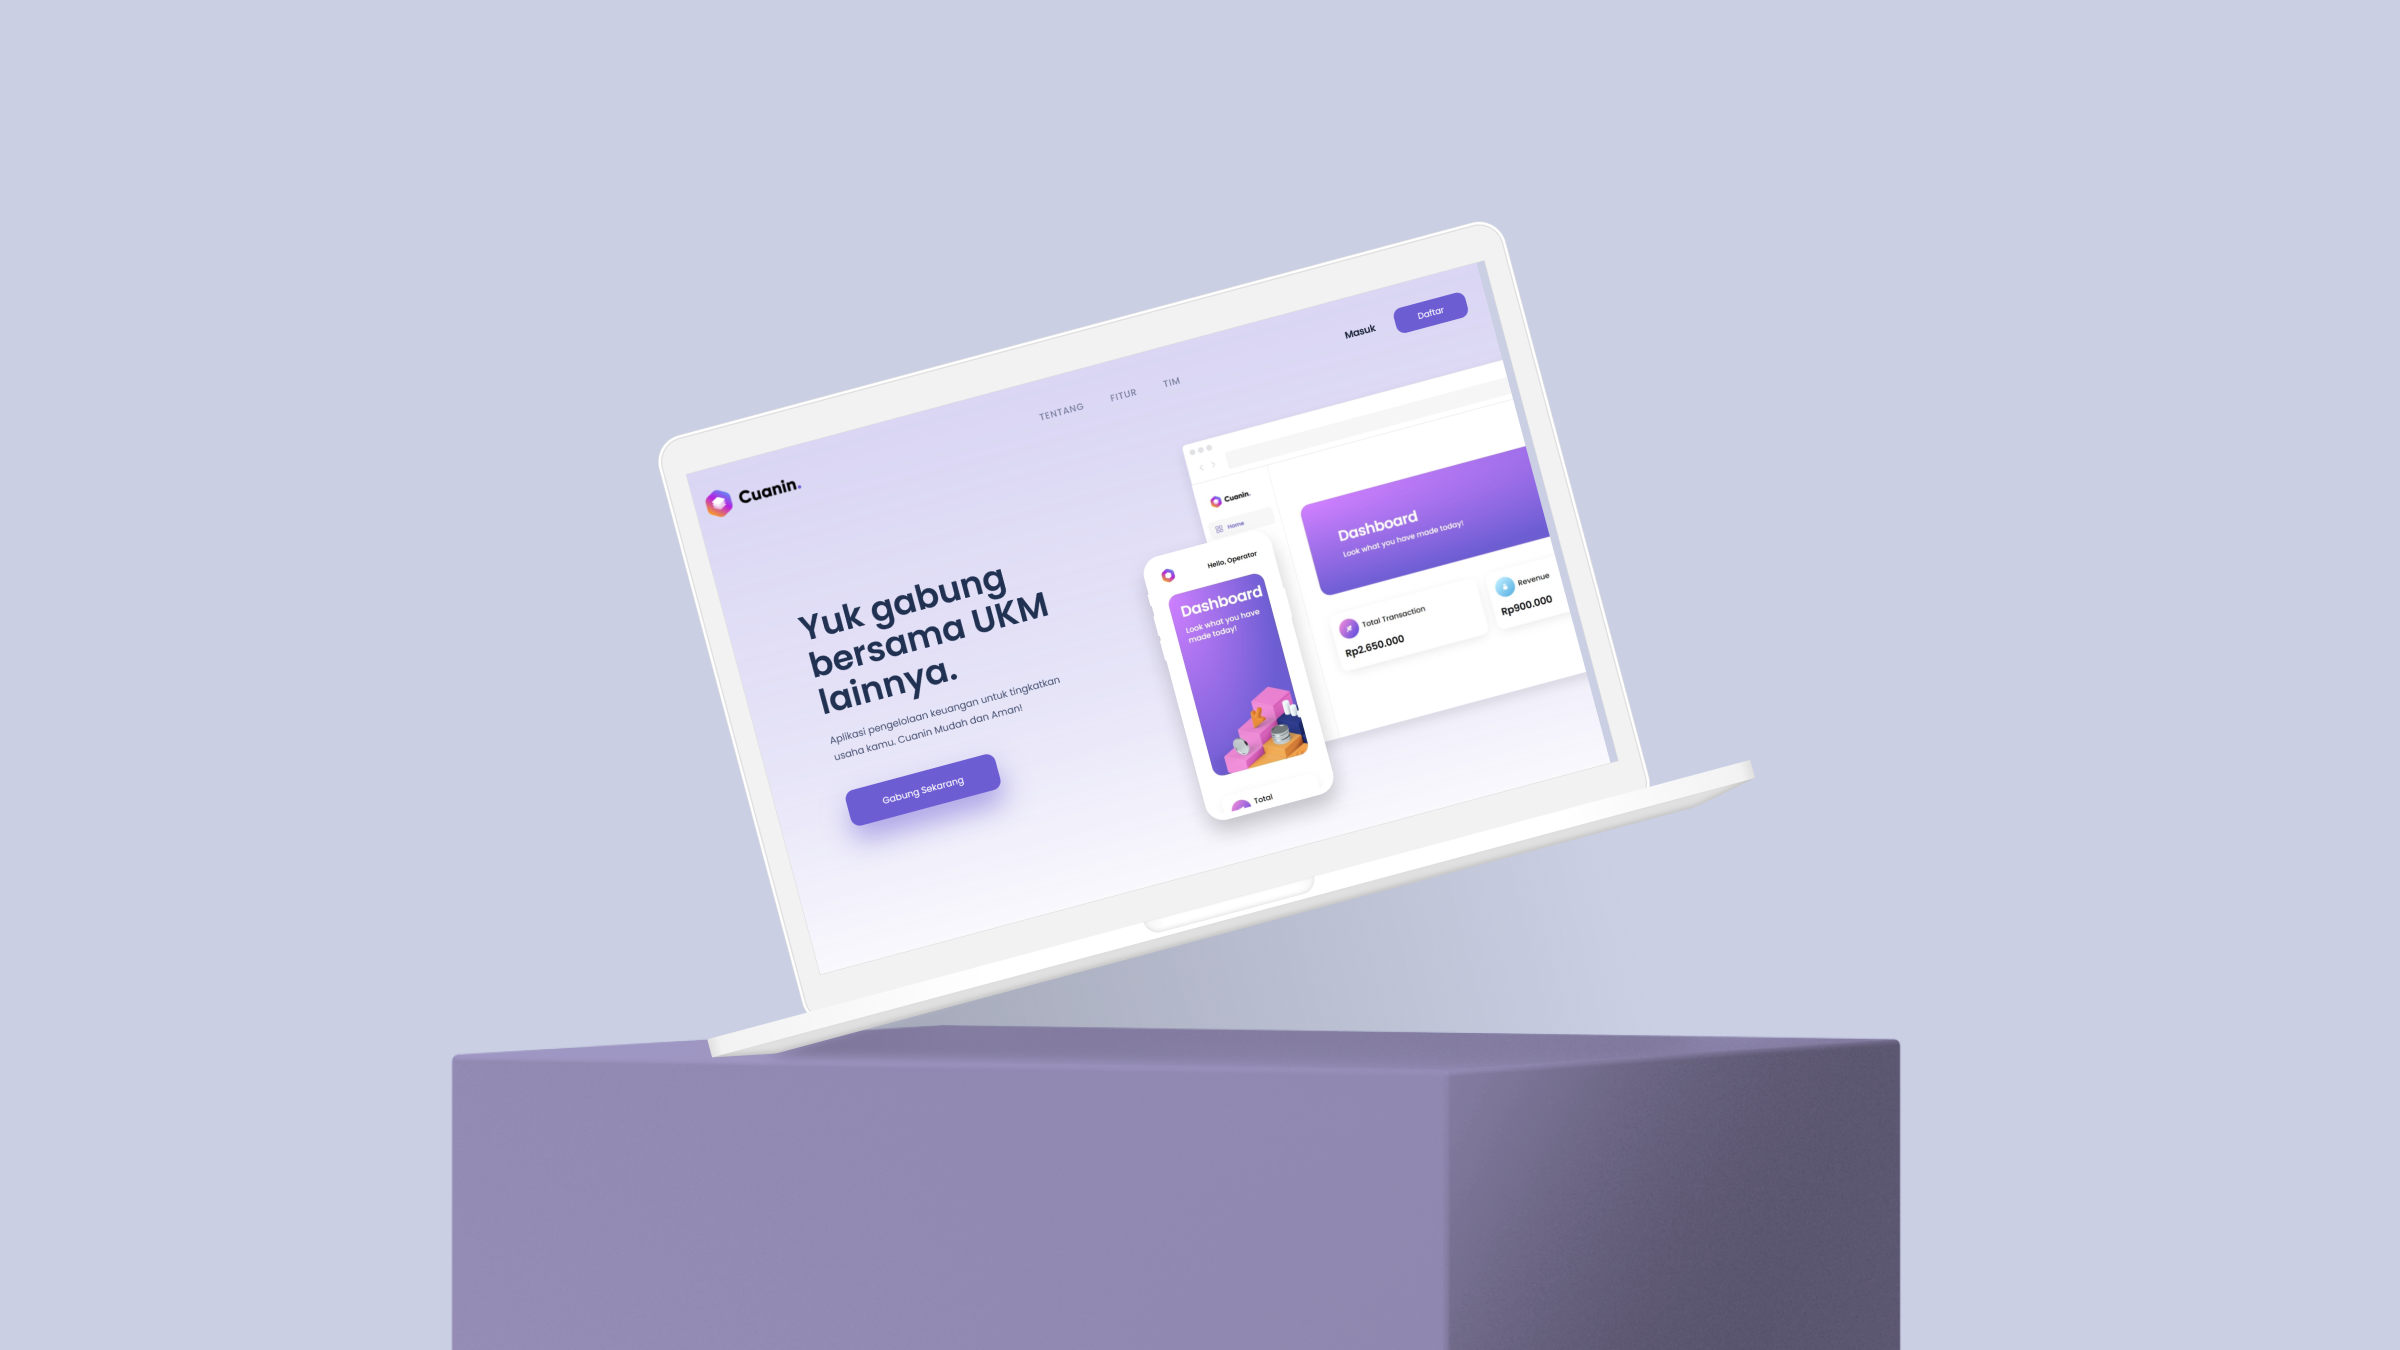 Cuanin.
TENTANG FITUR TIM
Masuk Daftar
Yuk gabung
bersama UKM
lainnya.
Aplikasi pengelolaan keuangan untuk tingkatkan
usaha kamu. Cuanin Mudah dan Aman!
Gabung Sekarang
Cuanin.
Home
Dashboard
Look what you have made today!
Total Transaction
Rp2.650.000
Revenue
Rp900.000
Hello, Operator
Dashboard
Look what you have
made today!
Total